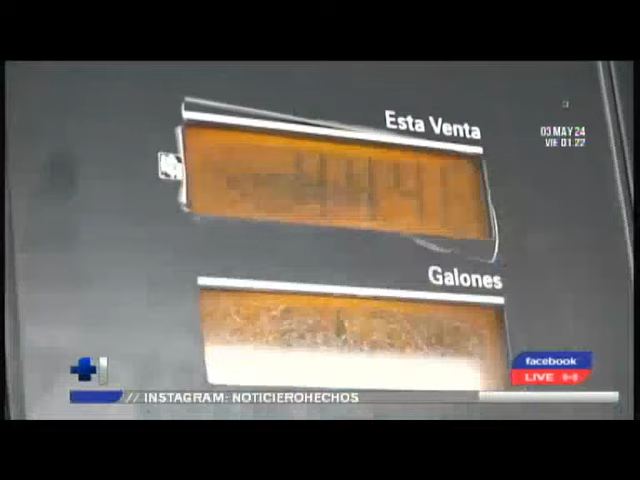 Esta Venta
03 MAY 24
VIE 01:22
Galones
facebook
LIVE
// INSTAGRAM: NOTICIEROHECHOS